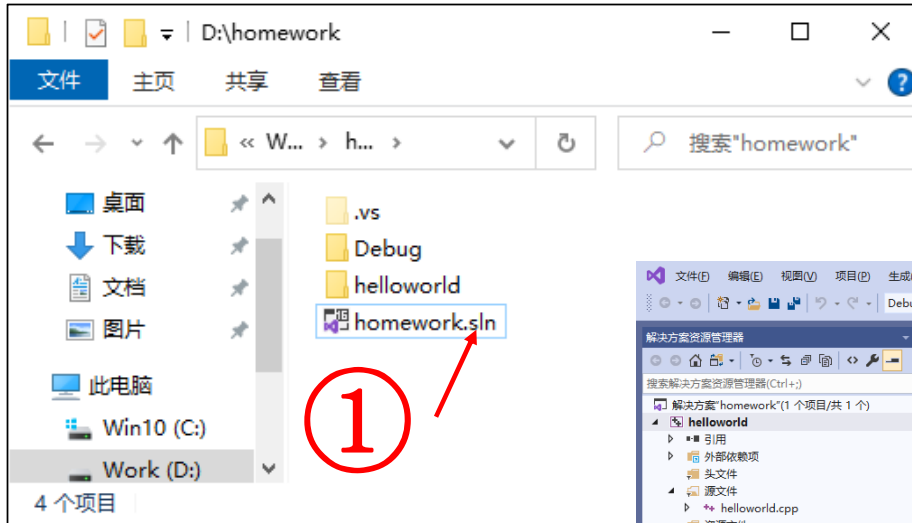 D:\homework
文件 主页 共享 查看
« W... › h... ›
搜索"homework"
桌面
下载
文档
图片
此电脑
Win10 (C:)
Work (D:)
.vs
Debug
helloworld
homework.sln
4 个项目
①
文件(F) 编辑(E) 视图(V) 项目(P) 生成
Debu
解决方案资源管理器
搜索解决方案资源管理器(Ctrl+;)
解决方案"homework"(1 个项目/共 1 个)
helloworld
引用
外部依赖项
头文件
源文件
helloworld.cpp